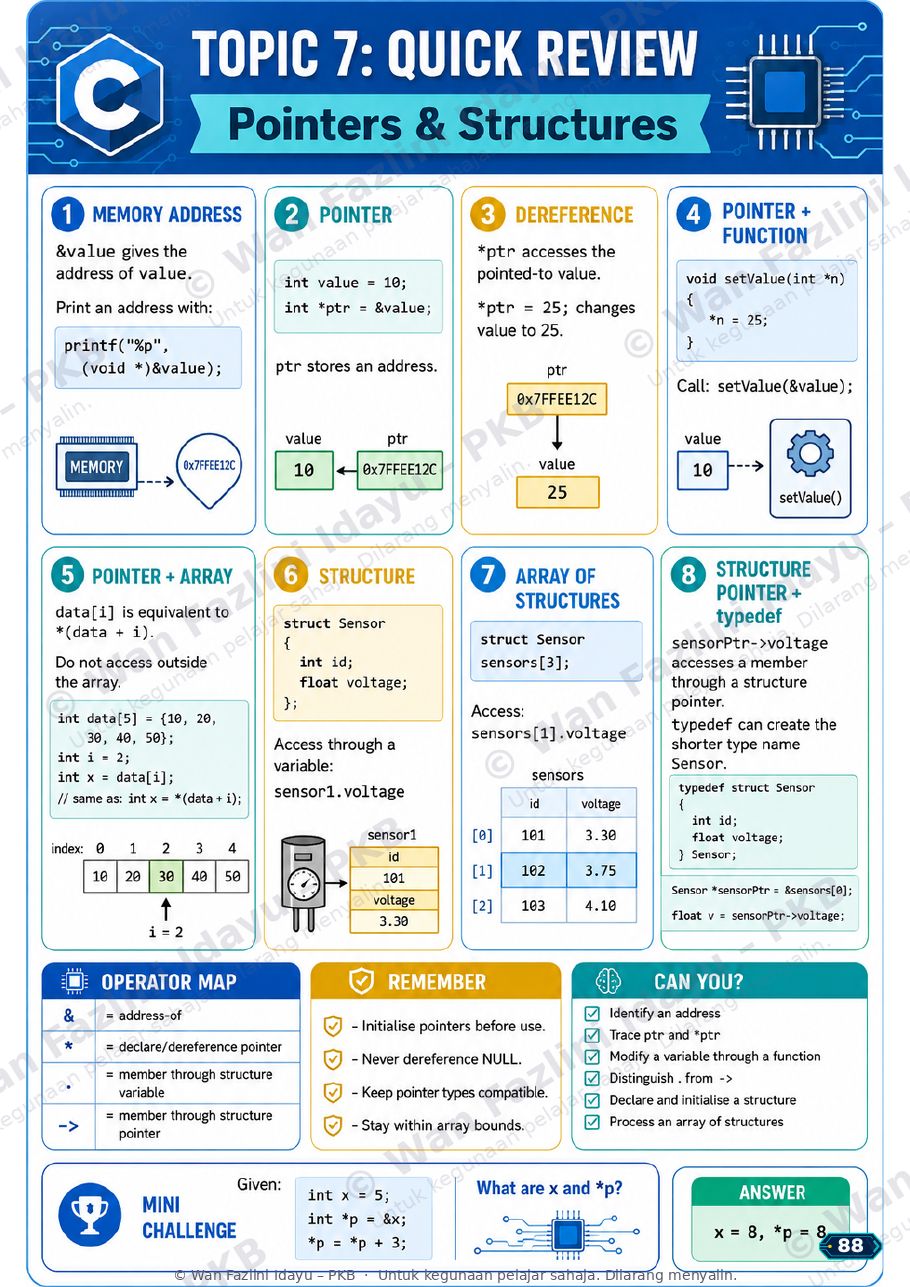 C
TOPIC 7: QUICK REVIEW
Pointers & Structures
1 MEMORY ADDRESS
&value gives the
address of value.
Print an address with:
printf("%p",
(void *)&value);
MEMORY
0x7FFEE12C
2 POINTER
int value = 10;
int *ptr = &value;
ptr stores an address.
value ptr
10 0x7FFEE12C
3 DEREFERENCE
*ptr accesses the
pointed-to value.
*ptr = 25; changes
value to 25.
ptr
0x7FFEE12C
value
25
4 POINTER +
FUNCTION
void setValue(int *n)
{
*n = 25;
}
Call: setValue(&value);
value
10
setValue()
5 POINTER + ARRAY
data[i] is equivalent to
*(data + i).
Do not access outside
the array.
int data[5] = {10, 20,
30, 40, 50};
int i = 2;
int x = data[i];
// same as: int x = *(data + i);
index: 0 1 2 3 4
10 20 30 40 50
i = 2
6 STRUCTURE
struct Sensor
{
int id;
float voltage;
};
Access through a
variable:
sensor1.voltage
sensor1
id
101
voltage
3.30
7 ARRAY OF
STRUCTURES
struct Sensor
sensors[3];
Access:
sensors[1].voltage
sensors
id voltage
[0] 101 3.30
[1] 102 3.75
[2] 103 4.10
8 STRUCTURE
POINTER +
typedef
sensorPtr->voltage
accesses a member
through a structure
pointer.
typedef can create the
shorter type name
Sensor.
typedef struct Sensor
{
int id;
float voltage;
} Sensor;
Sensor *sensorPtr = &sensors[0];
float v = sensorPtr->voltage;
OPERATOR MAP
& = address-of
* = declare/dereference pointer
. = member through structure
variable
-> = member through structure
pointer
REMEMBER
– Initialise pointers before use.
– Never dereference NULL.
– Keep pointer types compatible.
– Stay within array bounds.
CAN YOU?
Identify an address
Trace ptr and *ptr
Modify a variable through a function
Distinguish . from ->
Declare and initialise a structure
Process an array of structures
MINI
CHALLENGE
Given:
int x = 5;
int *p = &x;
*p = *p + 3;
What are x and *p?
ANSWER
x = 8, *p = 8
88
© Wan Fazlini Idayu – PKB · Untuk kegunaan pelajar sahaja. Dilarang menyalin.